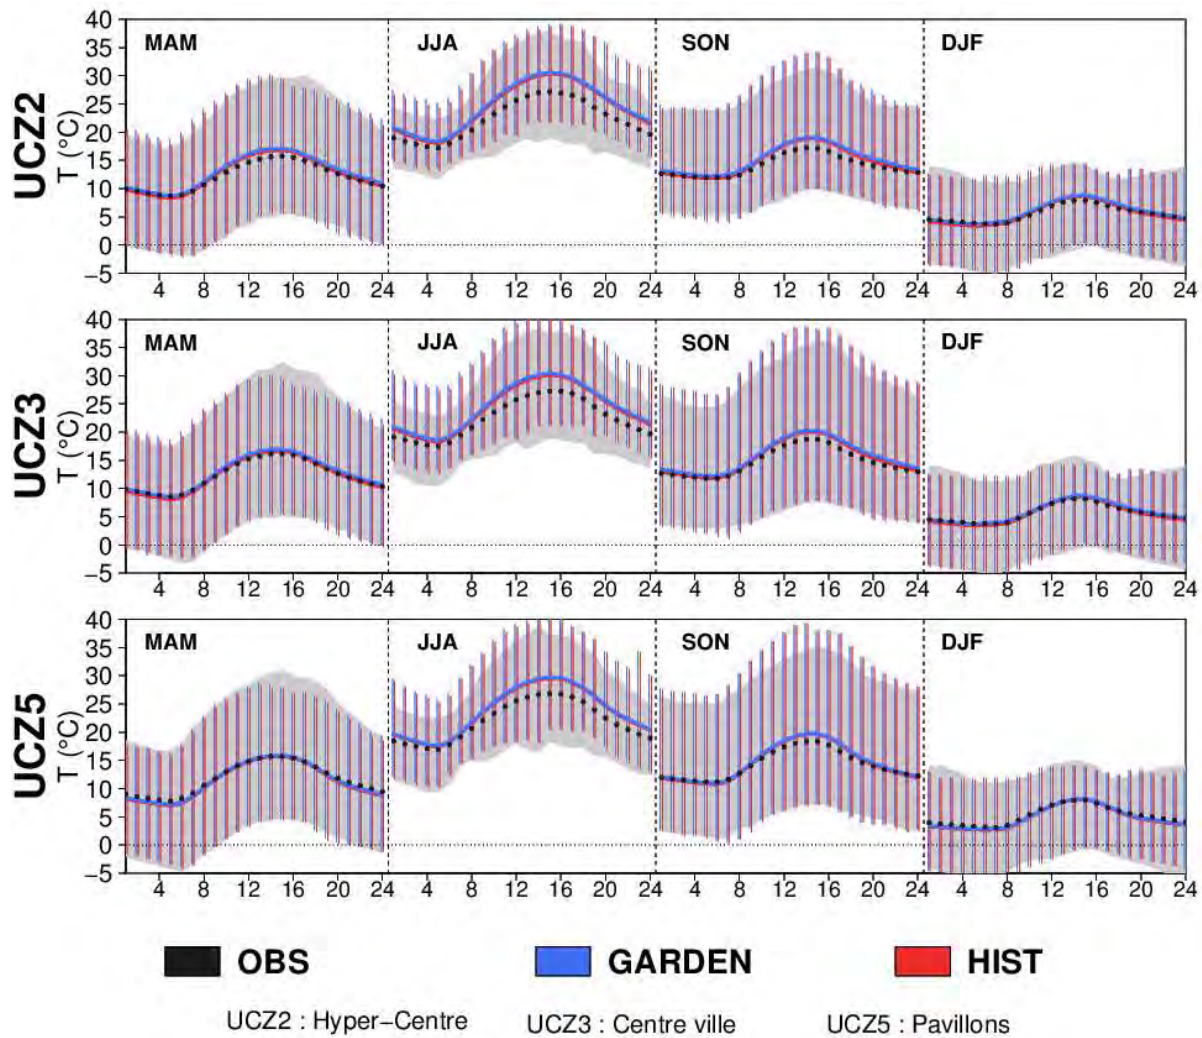 UCZ2
T (°C)
40
35
30
25
20
15
10
5
0
−5
MAM JJA SON DJF
4 8 12 16 20 24 4 8 12 16 20 24 4 8 12 16 20 24 4 8 12 16 20 24
UCZ3
T (°C)
40
35
30
25
20
15
10
5
0
−5
MAM JJA SON DJF
4 8 12 16 20 24 4 8 12 16 20 24 4 8 12 16 20 24 4 8 12 16 20 24
UCZ5
T (°C)
40
35
30
25
20
15
10
5
0
−5
MAM JJA SON DJF
4 8 12 16 20 24 4 8 12 16 20 24 4 8 12 16 20 24 4 8 12 16 20 24
OBS GARDEN HIST
UCZ2 : Hyper−Centre UCZ3 : Centre ville UCZ5 : Pavillons